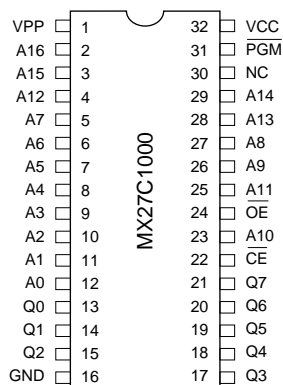 VPP 1 32 VCC
A16 2 31 PGM
A15 3 30 NC
A12 4 29 A14
A7 5 28 A13
A6 6 27 A8
A5 7 26 A9
A4 8 25 A11
A3 9 24 OE
A2 10 23 A10
A1 11 22 CE
A0 12 21 Q7
Q0 13 20 Q6
Q1 14 19 Q5
Q2 15 18 Q4
GND 16 17 Q3
MX27C1000